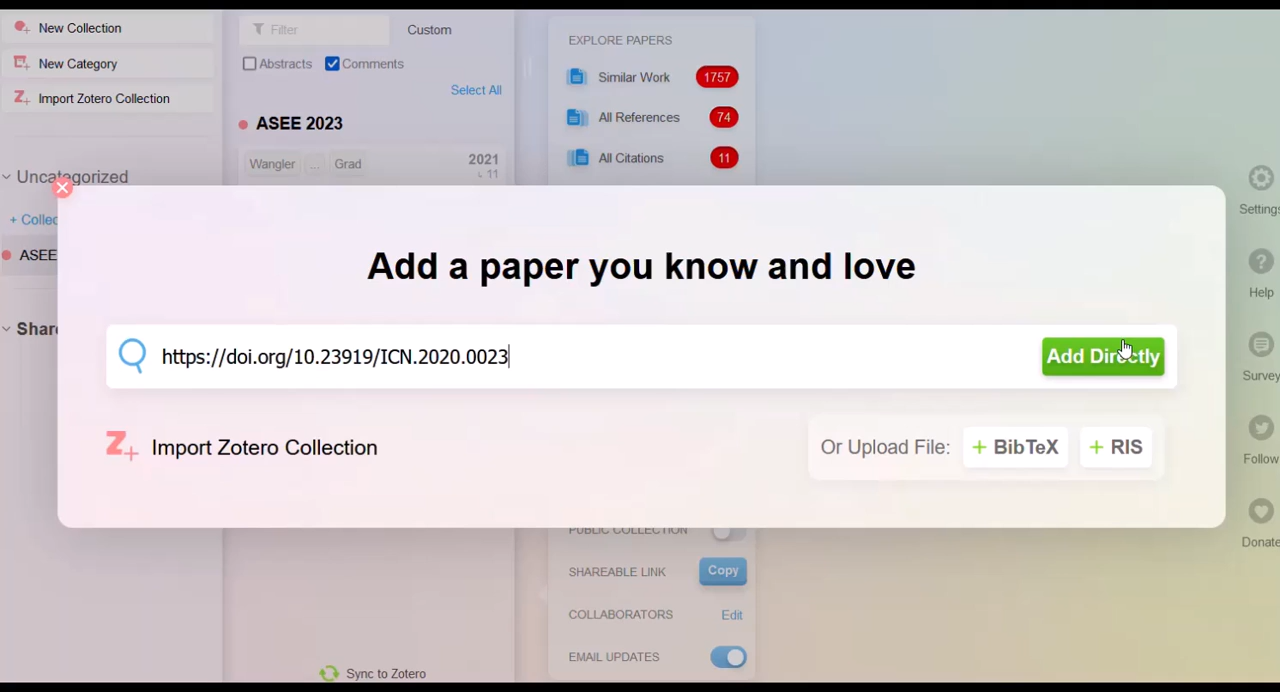 New Collection
New Category
Import Zotero Collection
Uncategorized
+ Collec
ASEE
Shar
Filter
Custom
Abstracts
Comments
Select All
ASEE 2023
Wangler ... Grad
2021
11
Sync to Zotero
EXPLORE PAPERS
Similar Work 1757
All References 74
All Citations 11
Add a paper you know and love
https://doi.org/10.23919/ICN.2020.0023
Add Directly
Z+ Import Zotero Collection
Or Upload File: + BibTeX + RIS
PUBLIC COLLECTION
SHAREABLE LINK Copy
COLLABORATORS Edit
EMAIL UPDATES
Settings
?
Help
Survey
Follow
Donate